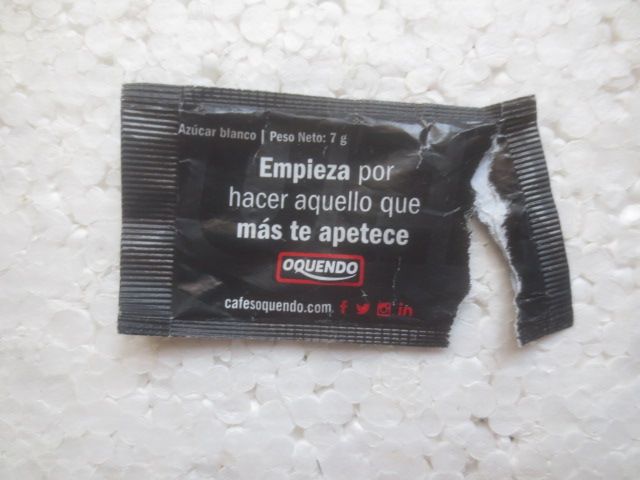 Azúcar blanco | Peso Neto: 7 g
Empieza por
hacer aquello que
más te apetece
OQUENDO
cafesoquendo.com